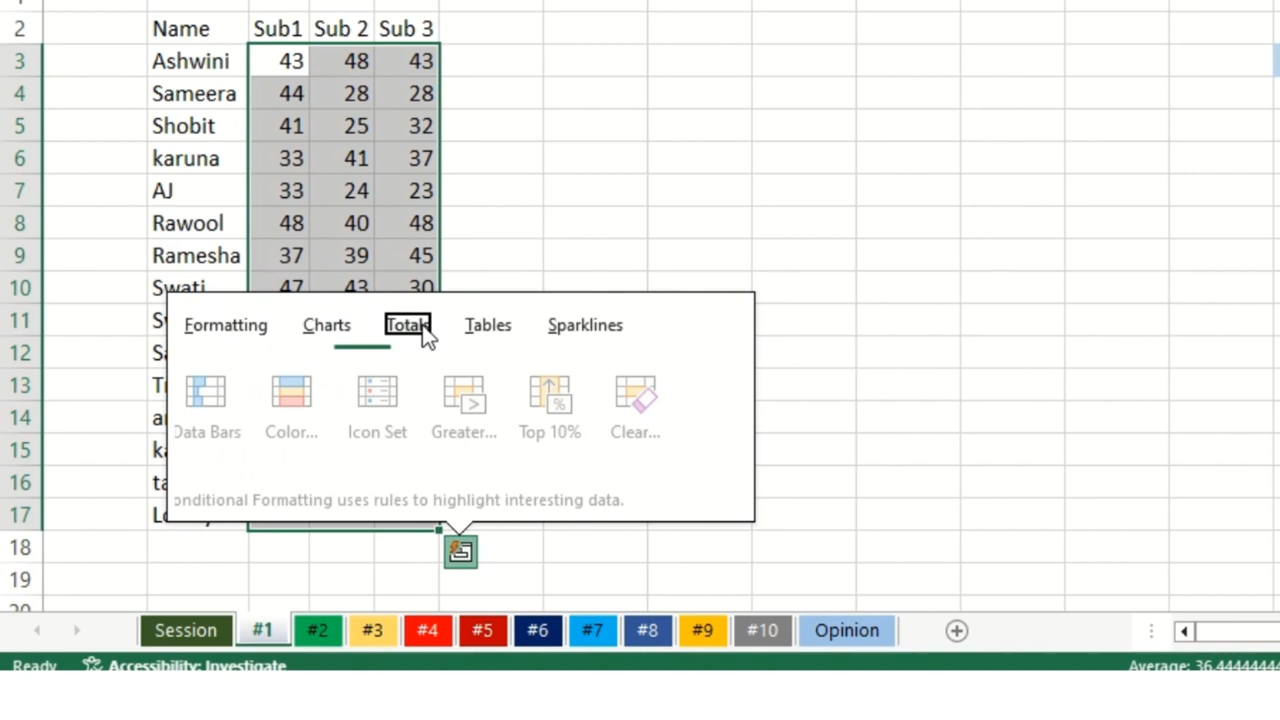 2 Name Sub1 Sub 2 Sub 3
3 Ashwini 43 48 43
4 Sameera 44 28 28
5 Shobit 41 25 32
6 karuna 33 41 37
7 AJ 33 24 23
8 Rawool 48 40 48
9 Ramesha 37 39 45
10 Swati 47 43 30
11
12
13
14
15
16
17
18
19
Formatting Charts Totals Tables Sparklines
Data Bars Color... Icon Set Greater... Top 10% Clear...
onditional Formatting uses rules to highlight interesting data.
Session #1 #2 #3 #4 #5 #6 #7 #8 #9 #10 Opinion
Ready Accessibility: Investigate Average: 36.44444444